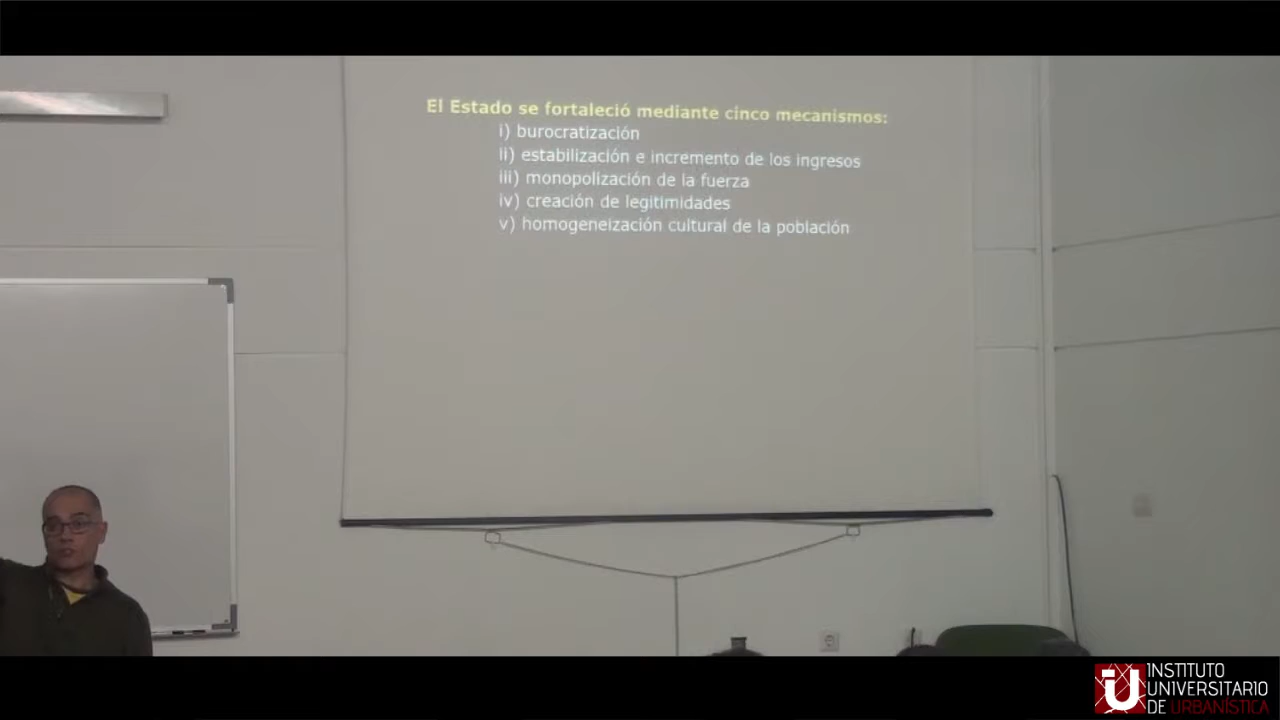 El Estado se fortaleció mediante cinco mecanismos:
i) burocratización
ii) estabilización e incremento de los ingresos
iii) monopolización de la fuerza
iv) creación de legitimidades
v) homogeneización cultural de la población
INSTITUTO
UNIVERSITARIO
DE URBANÍSTICA